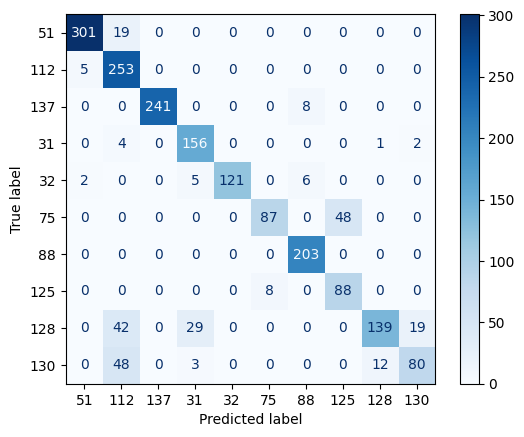 51 301 19 0 0 0 0 0 0 0 0 300
112 5 253 0 0 0 0 0 0 0 0 250
137 0 0 241 0 0 0 8 0 0 0
31 0 4 0 156 0 0 0 0 1 2 200
32 2 0 0 5 121 0 6 0 0 0
True label
75 0 0 0 0 0 87 0 48 0 0 150
88 0 0 0 0 0 0 203 0 0 0
100
125 0 0 0 0 0 8 0 88 0 0
128 0 42 0 29 0 0 0 0 139 19 50
130 0 48 0 3 0 0 0 0 12 80
0
51 112 137 31 32 75 88 125 128 130
Predicted label